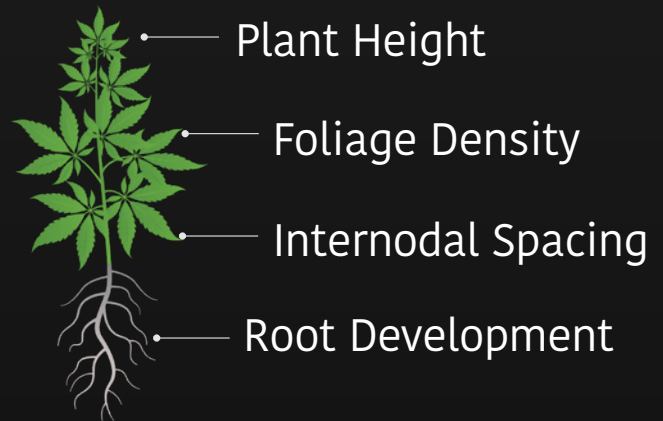 Plant Height
Foliage Density
Internodal Spacing
Root Development